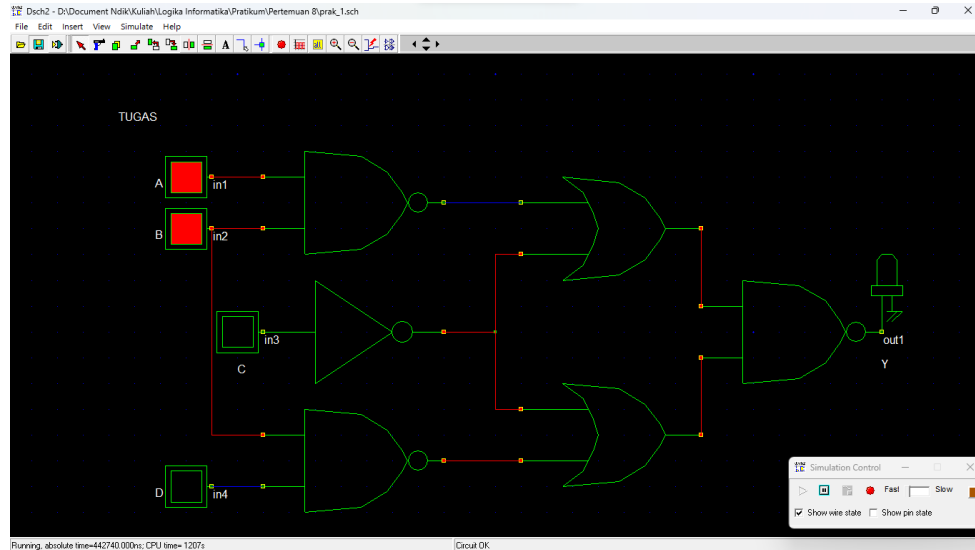 Dsch2 - D:\Document Ndik\Kuliah\Logika Informatika\Pratikum\Pertemuan 8\prak_1.sch
File Edit Insert View Simulate Help
TUGAS
A
in1
B
in2
in3
C
out1
Y
D
in4
Simulation Control
Fast
Slow
Show wire state
Show pin state
Running, absolute time=442740.000ns; CPU time= 1207s
Circuit OK